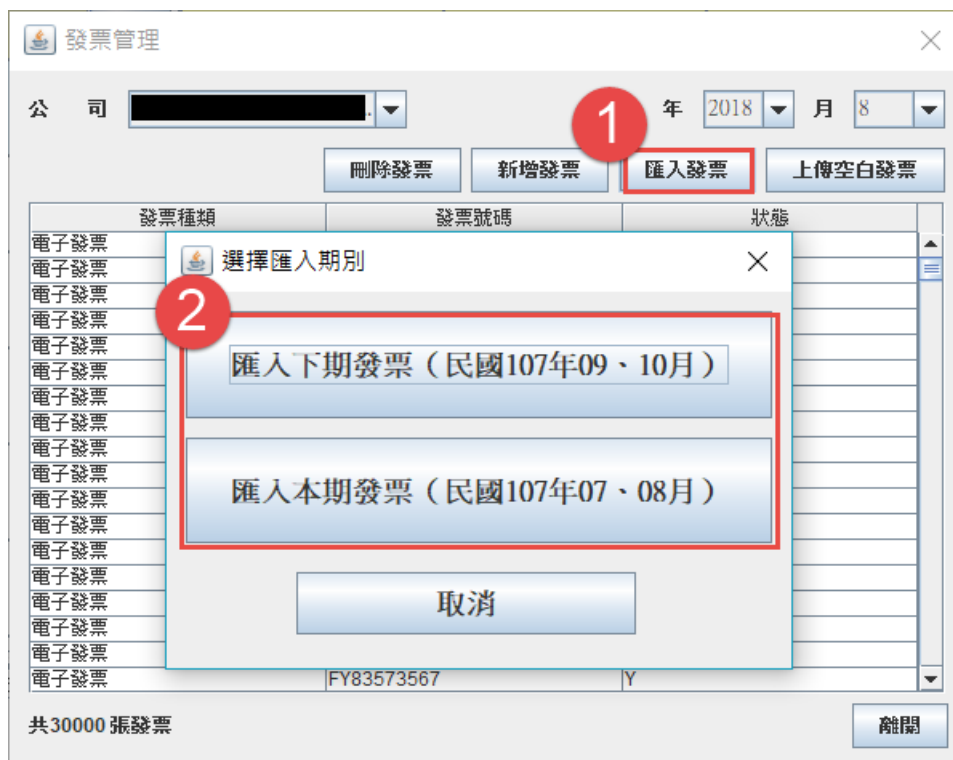 發票管理
公 司 年 2018 月 8
1
刪除發票 新增發票 匯入發票 上傳空白發票
發票種類 發票號碼 狀態
電子發票
選擇匯入期別
電子發票
電子發票
2
電子發票
電子發票
匯入下期發票（民國107年09、10月）
電子發票
電子發票
電子發票
電子發票
電子發票
匯入本期發票（民國107年07、08月）
電子發票
電子發票
電子發票
電子發票
電子發票
取消
電子發票
電子發票
電子發票 FY83573567 Y
共30000 張發票 離開